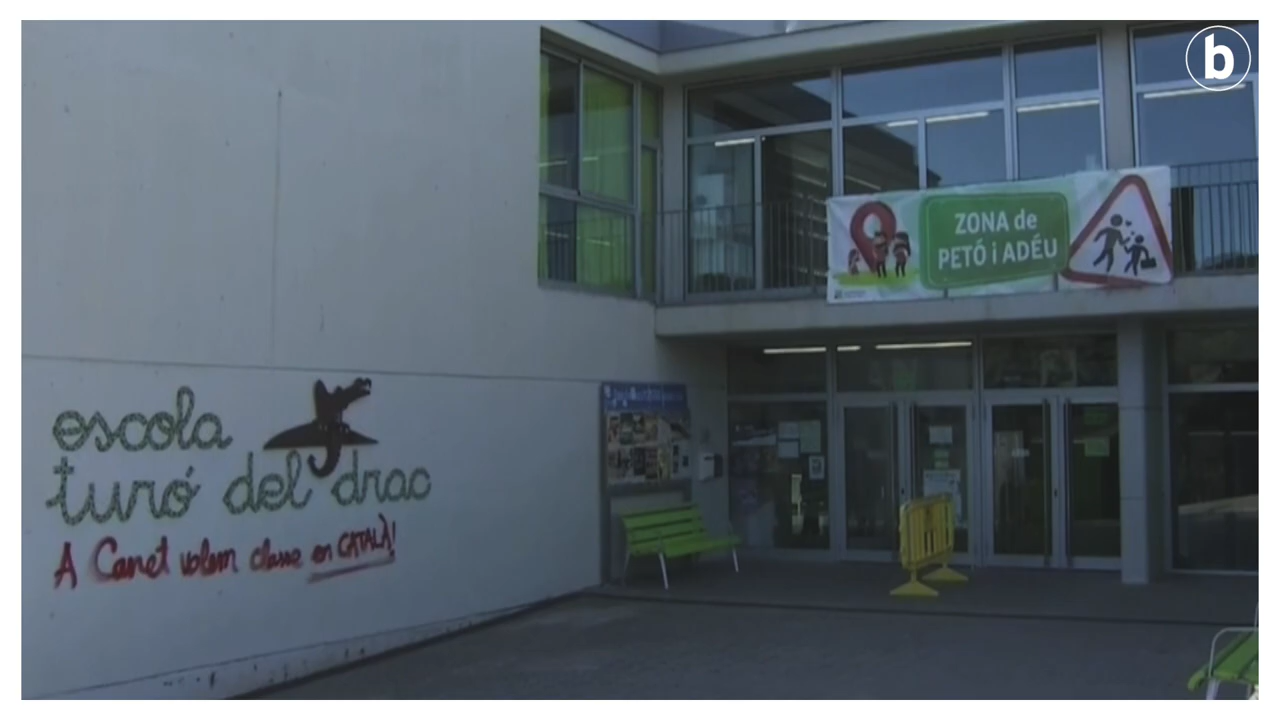 b
ZONA de
PETÓ i ADÉU
escola
turó del drac
A Canet volem classe en CATALÀ!